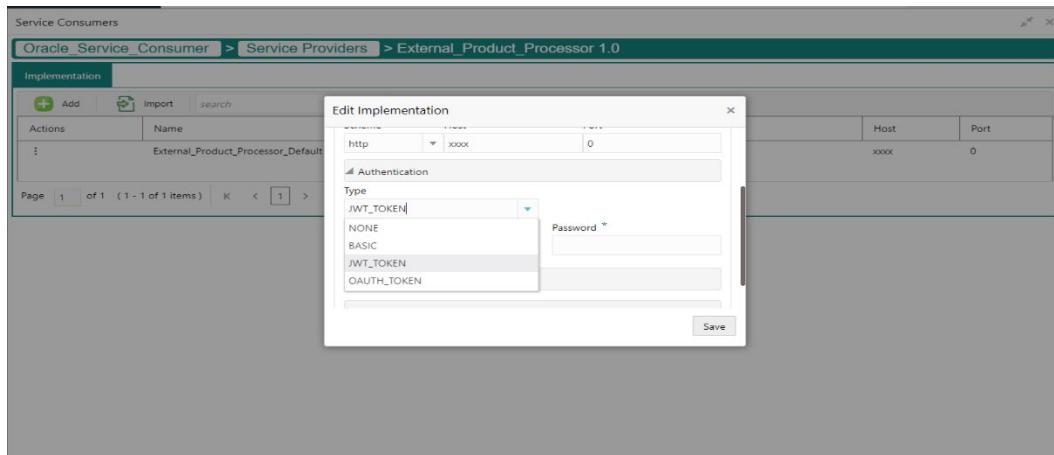 Service Consumers
Oracle_Service_Consumer > Service Providers > External_Product_Processor 1.0
Implementation
Add Import search
Actions Name Host Port
External_Product_Processor_Default xxxx 0
Page 1 of 1 (1 - 1 of 1 items) K < 1 >
Edit Implementation ×
http xxxx 0
Authentication
Type
JWT_TOKEN
NONE
BASIC
JWT_TOKEN
OAUTH_TOKEN
Password *
Save